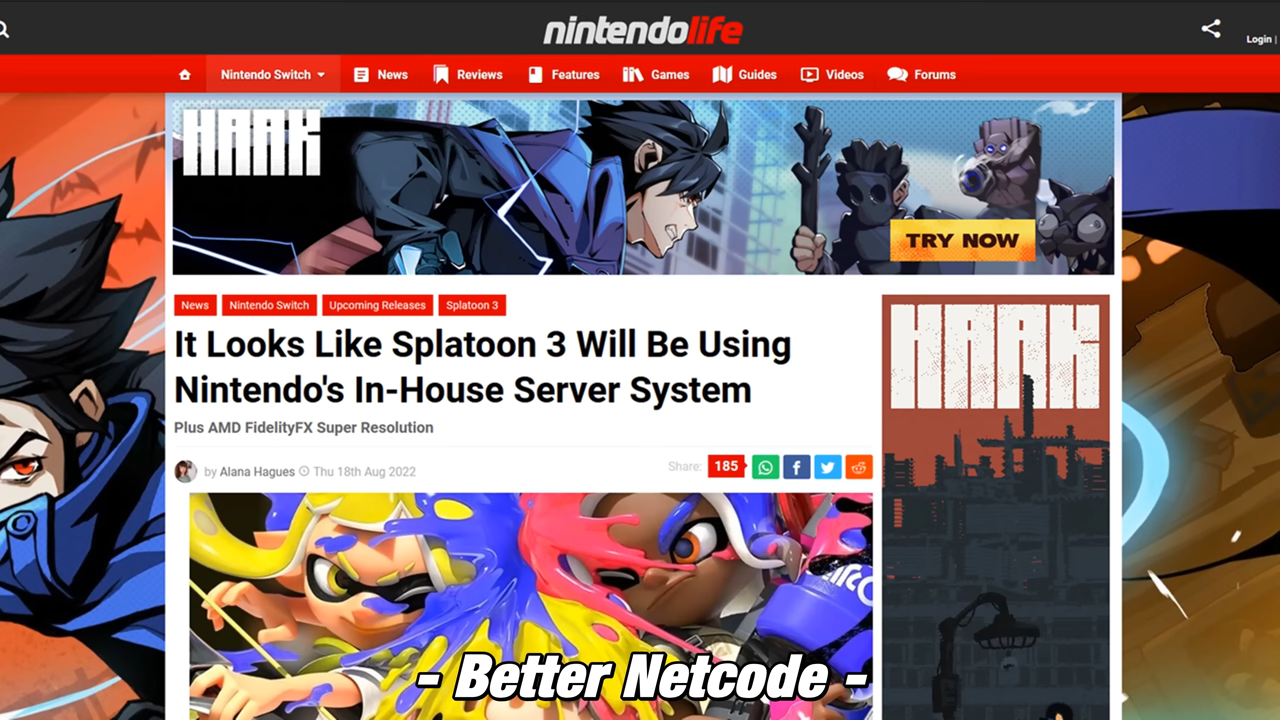 nintendolife
Login |
Nintendo Switch
News
Reviews
Features
Games
Guides
Videos
Forums
HAAK
TRY NOW
News
Nintendo Switch
Upcoming Releases
Splatoon 3
It Looks Like Splatoon 3 Will Be Using
Nintendo's In-House Server System
Plus AMD FidelityFX Super Resolution
by Alana Hagues Thu 18th Aug 2022
Share: 185
HAAK
- Better Netcode -